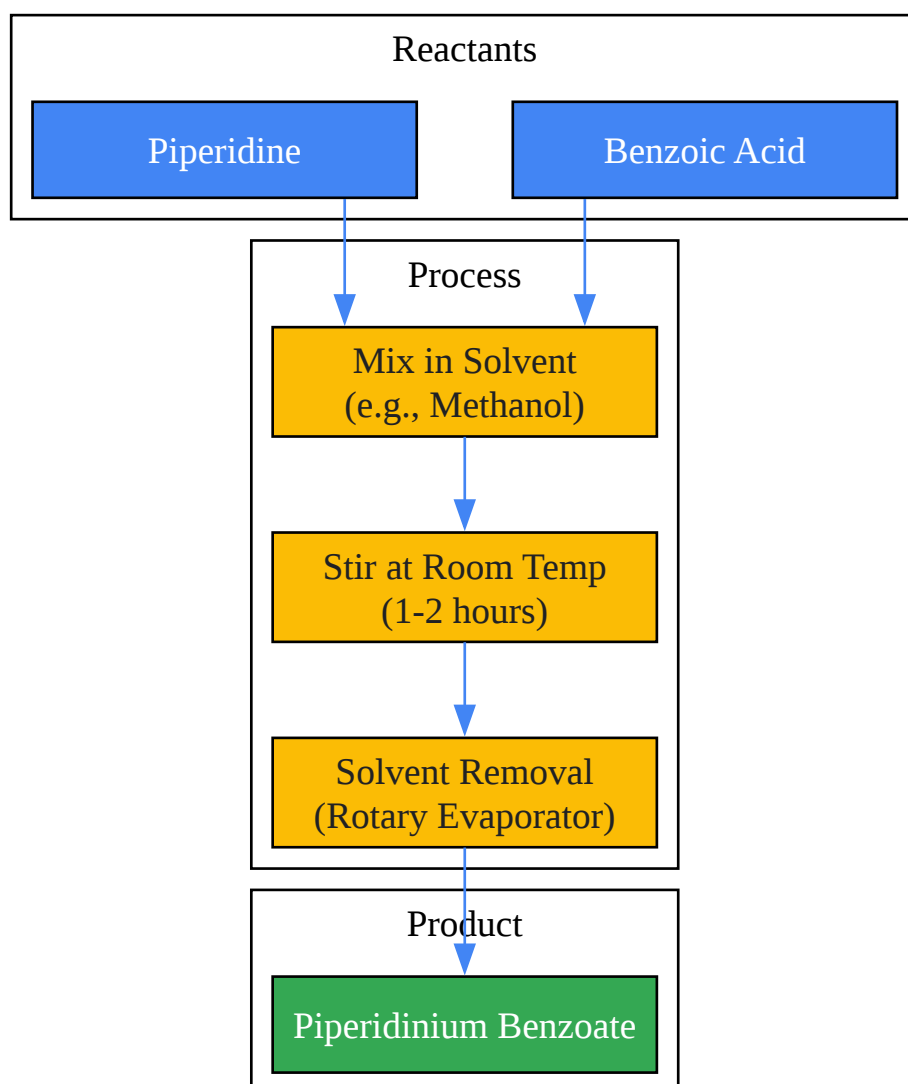 Reactants
Piperidine
Benzoic Acid
Process
Mix in Solvent
(e.g., Methanol)
Stir at Room Temp
(1-2 hours)
Solvent Removal
(Rotary Evaporator)
Product
Piperidinium Benzoate